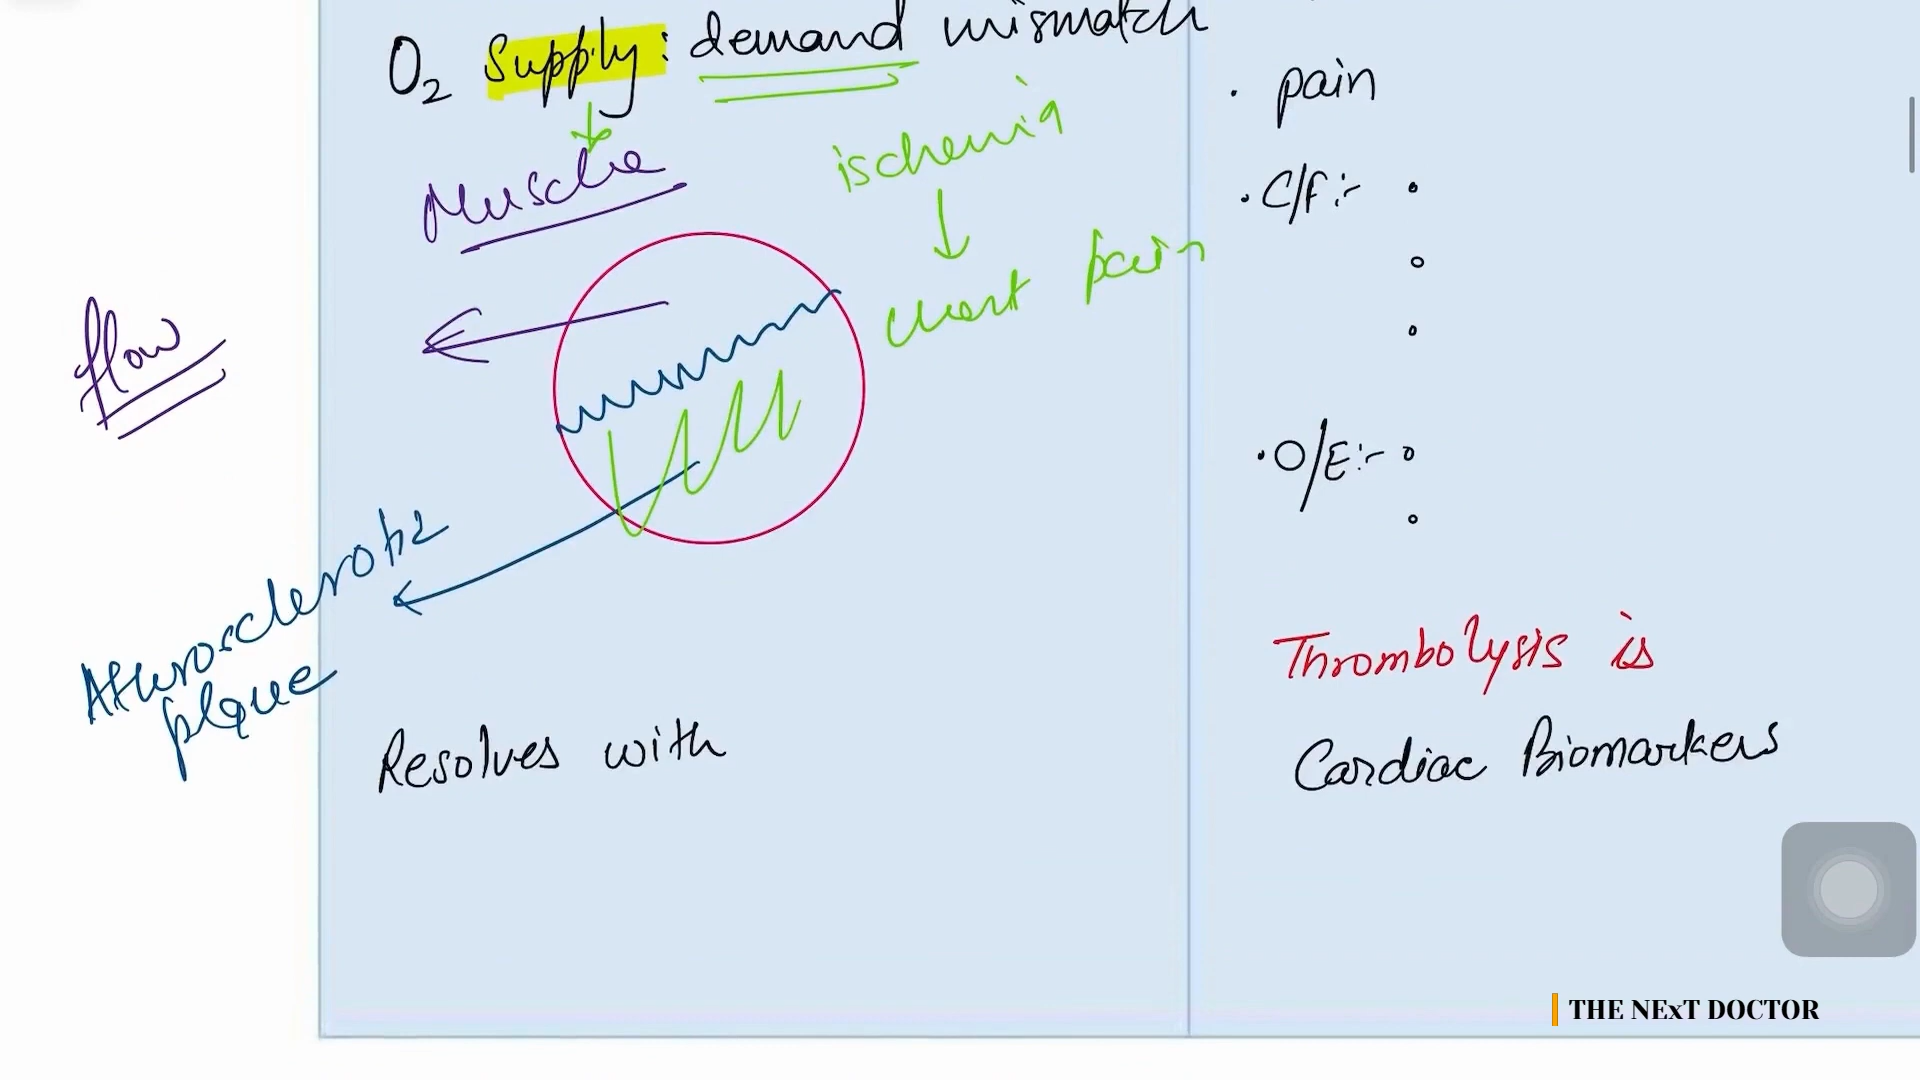 O2 Supply: demand mismatch
Muscle
ischemia
chest pain
flow
Atherosclerotic
plaque
Resolves with
· pain
· C/F :-
· O/E :-
Thrombolysis is
Cardiac Biomarkers
THE NExT DOCTOR